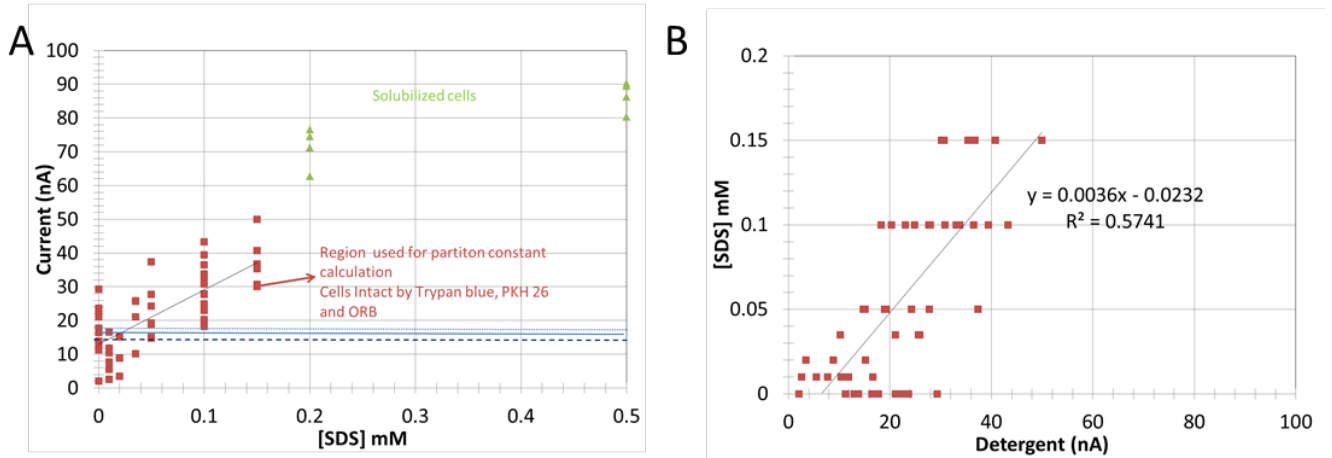 A
Current (nA)
100
90
80
70
60
50
40
30
20
10
0
Solubilized cells
Region used for partiton constant
calculation
Cells Intact by Trypan blue, PKH 26
and ORB
0
0.1
0.2
0.3
0.4
0.5
[SDS] mM
B
[SDS] mM
0.2
0.15
0.1
0.05
0
y = 0.0036x - 0.0232
R² = 0.5741
0
20
40
60
80
100
Detergent (nA)